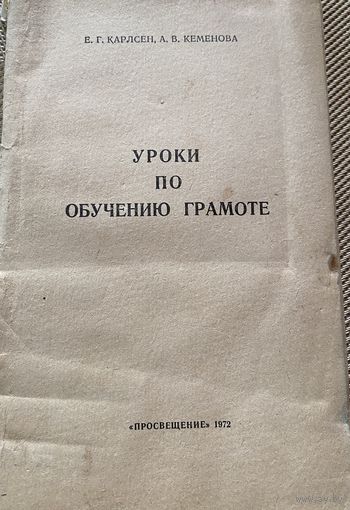 Е. Г. КАРЛСЕН, А. В. КЕМЕНОВА
УРОКИ
ПО
ОБУЧЕНИЮ ГРАМОТЕ
«ПРОСВЕЩЕНИЕ» 1972